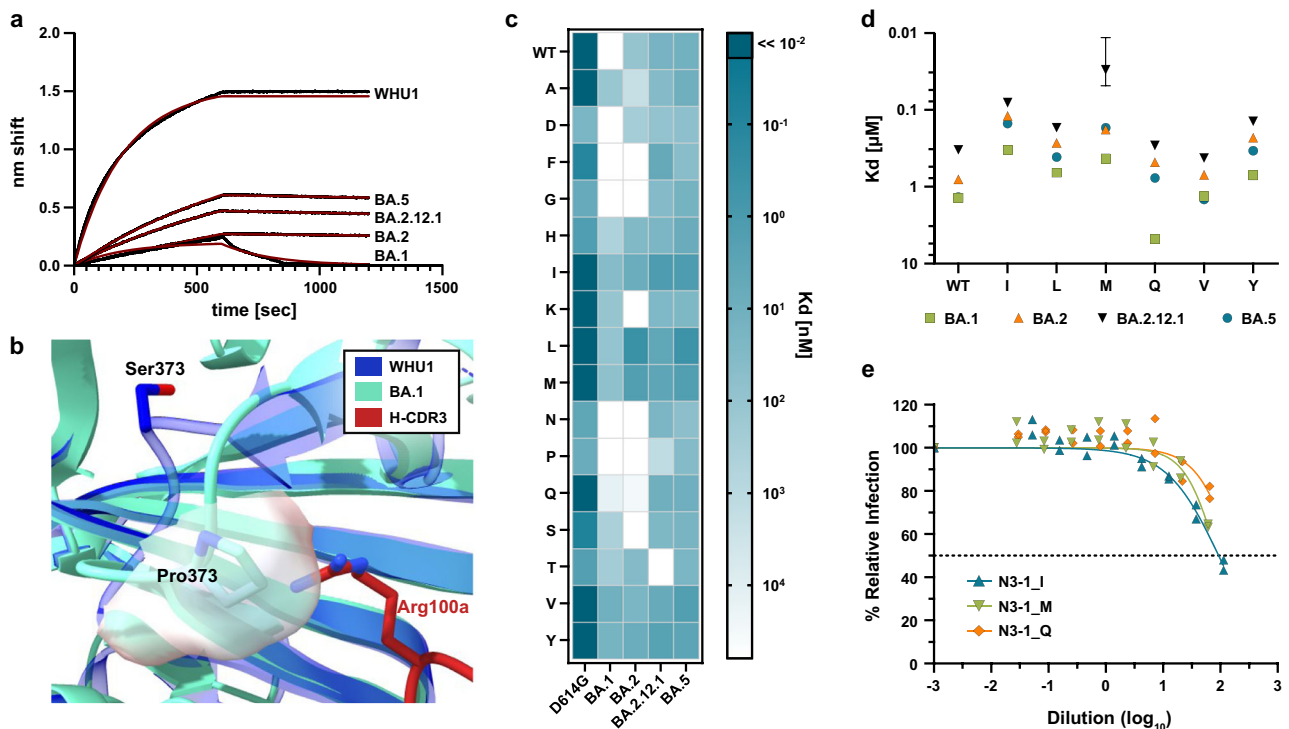 a
2.0
1.5
1.0
0.5
0.0
nm shift
0
500
1000
1500
time [sec]
WHU1
BA.5
BA.2.12.1
BA.2
BA.1
b
Ser373
Pro373
Arg100a
WHU1
BA.1
H-CDR3
c
WT
A
D
F
G
H
I
K
L
M
N
P
Q
S
T
V
Y
D614G
BA.1
BA.2
BA.2.12.1
BA.5
<< 10⁻²
10⁻¹
10⁰
10¹
10²
10³
10⁴
Kd [nM]
d
0.01
0.1
1
10
Kd [µM]
WT I L M Q V Y
BA.1 BA.2 BA.2.12.1 BA.5
e
120
100
80
60
40
20
0
% Relative Infection
N3-1_I
N3-1_M
N3-1_Q
-3 -2 -1 0 1 2 3
Dilution (log₁₀)